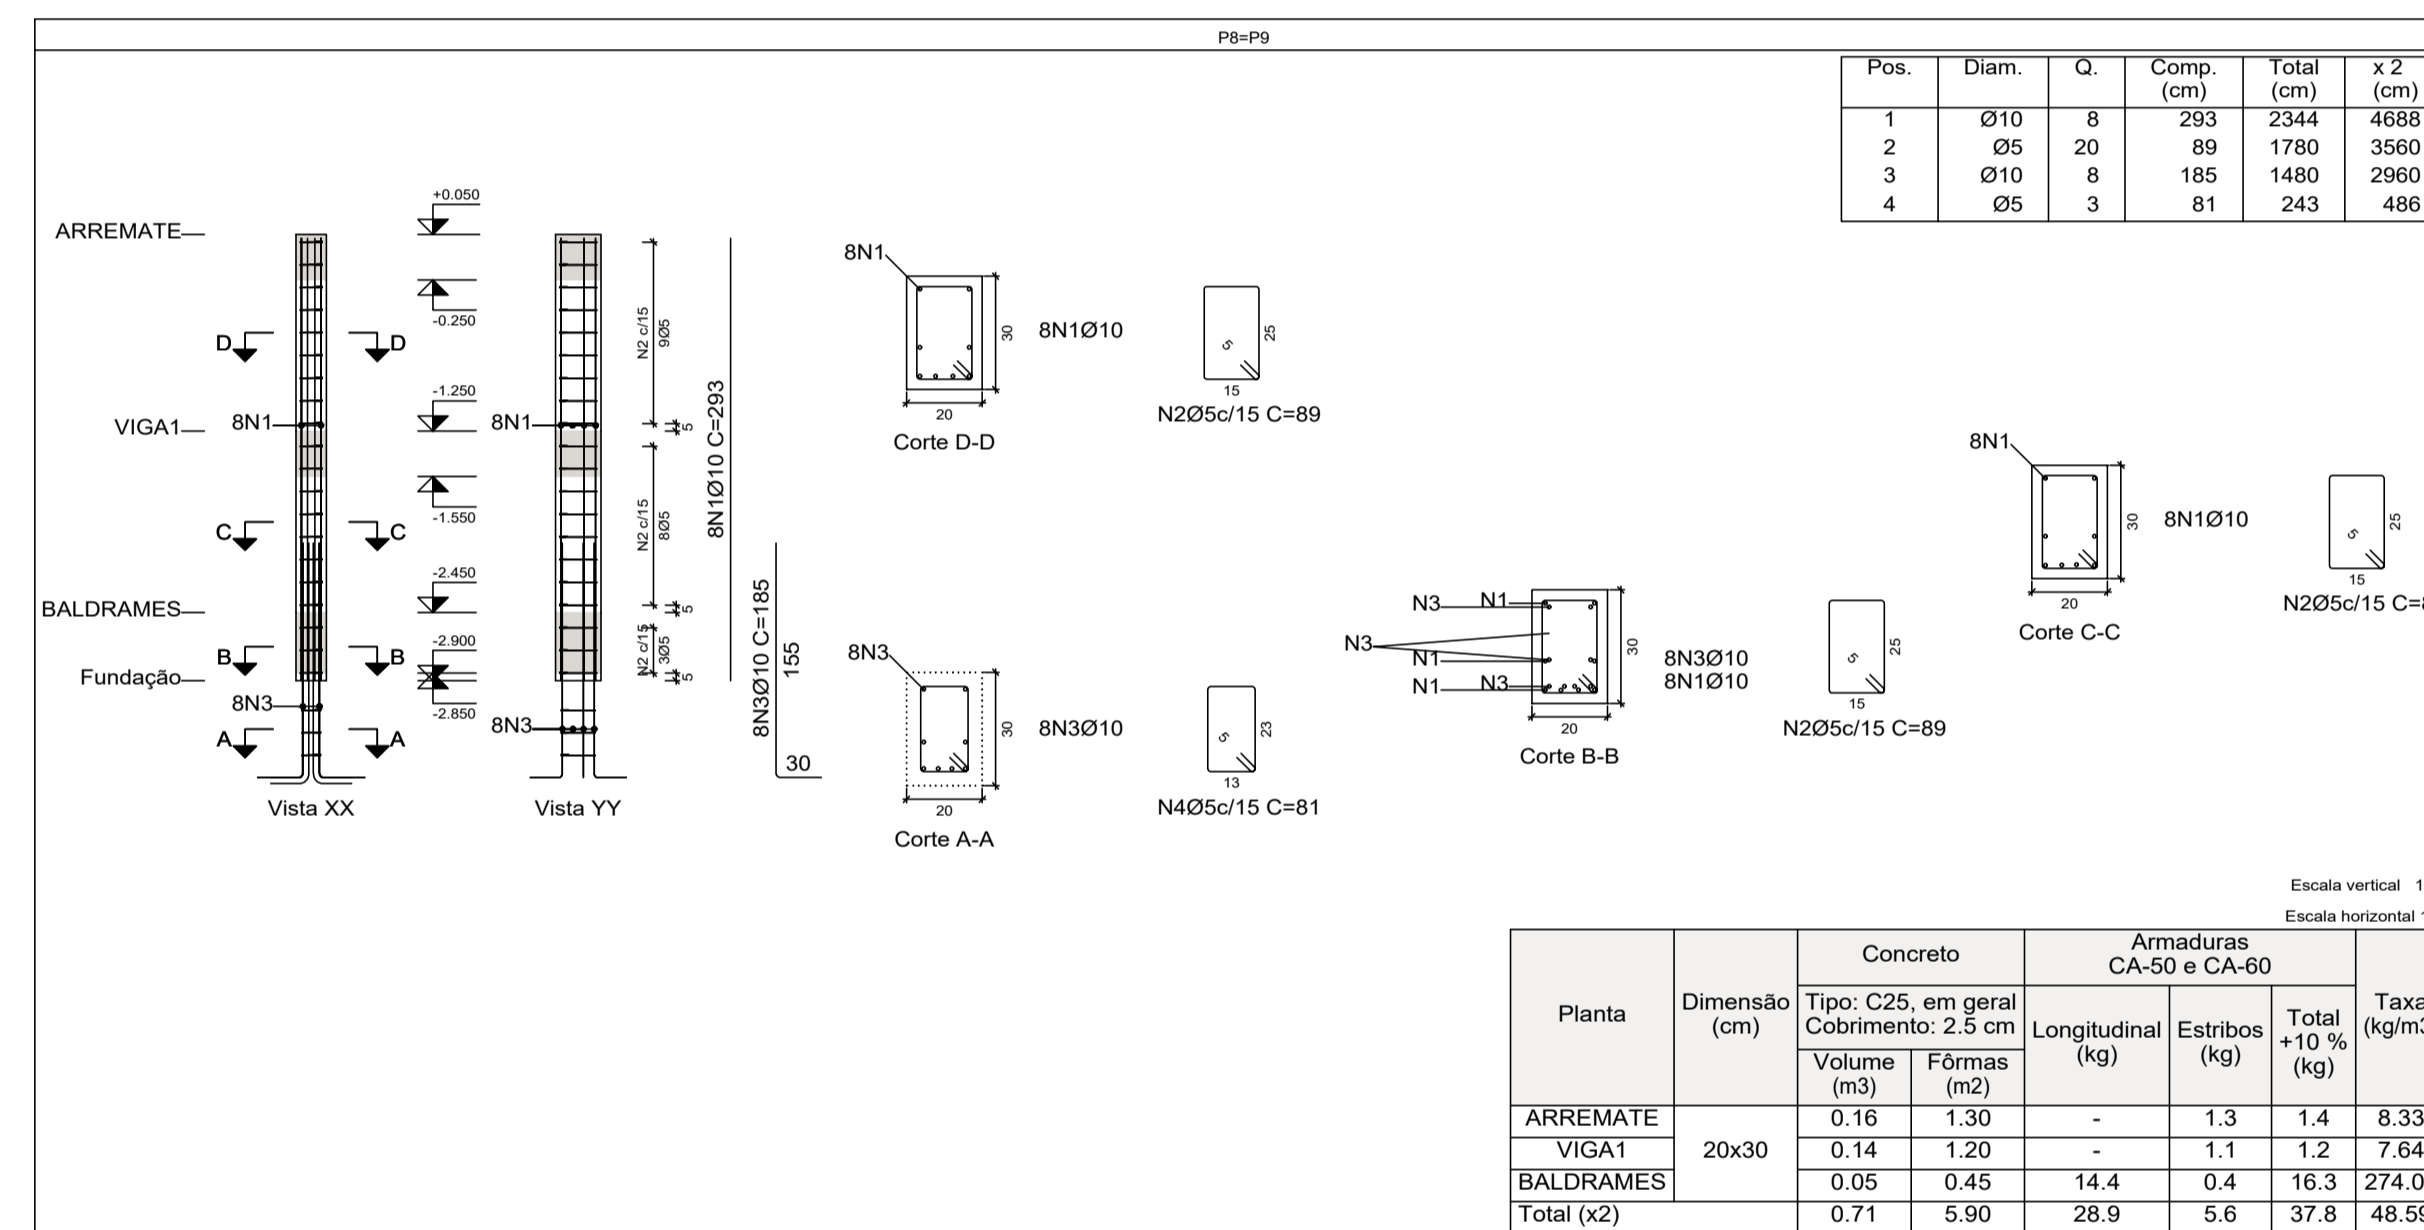 P8=P9
Pos. Diam. Q. Comp. (cm) Total (cm) x 2 (cm)
1 Ø10 8 293 2344 4688
2 Ø5 20 89 1780 3560
3 Ø10 8 185 1480 2960
4 Ø5 3 81 243 486
ARREMATE
VIGA1
BALDRAMES
Fundação
D D
8N1
C C
B B
8N3
A A
Vista XX
+0.050
-0.250
-1.250
-1.550
-2.450
-2.900
-2.850
8N1
8N3
Vista YY
N2 c/15
9Ø5
5
N2 c/15
8Ø5
5
N2 c/15
3Ø5
5
8N1Ø10 C=293
8N3Ø10 C=185
155
30
8N1
30
20
8N1Ø10
Corte D-D
5
25
15
N2Ø5c/15 C=89
8N3
30
20
8N3Ø10
Corte A-A
5
23
13
N4Ø5c/15 C=81
N3 N1
N3
N1
N1 N3
30
20
8N3Ø10
8N1Ø10
Corte B-B
5
25
15
N2Ø5c/15 C=89
8N1
30
20
8N1Ø10
Corte C-C
5
25
15
N2Ø5c/15
Escala vertical
Escala horizontal
Planta
Dimensão
(cm)
Concreto
Tipo: C25, em geral
Cobrimento: 2.5 cm
Volume
(m3)
Fôrmas
(m2)
Armaduras
CA-50 e CA-60
Longitudinal
(kg)
Estribos
(kg)
Total
+10 %
(kg)
Taxa
ARREMATE 0.16 1.30 - 1.3 1.4 8.33
VIGA1 20x30 0.14 1.20 - 1.1 1.2 7.64
BALDRAMES 0.05 0.45 14.4 0.4 16.3
Total (x2) 0.71 5.90 28.9 5.6 37.8